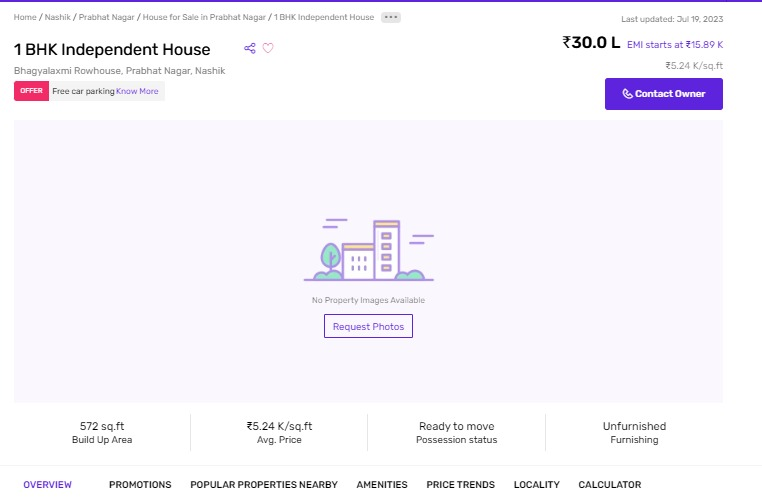 Home / Nashik / Prabhat Nagar / House for Sale in Prabhat Nagar / 1 BHK Independent House
Last updated: Jul 19, 2023
1 BHK Independent House
₹30.0 L EMI starts at ₹15.89 K
Bhagyalaxmi Rowhouse, Prabhat Nagar, Nashik
₹5.24 K/sq.ft
OFFER Free car parking Know More
Contact Owner
No Property Images Available
Request Photos
572 sq.ft ₹5.24 K/sq.ft Ready to move Unfurnished
Build Up Area Avg. Price Possession status Furnishing
OVERVIEW PROMOTIONS POPULAR PROPERTIES NEARBY AMENITIES PRICE TRENDS LOCALITY CALCULATOR